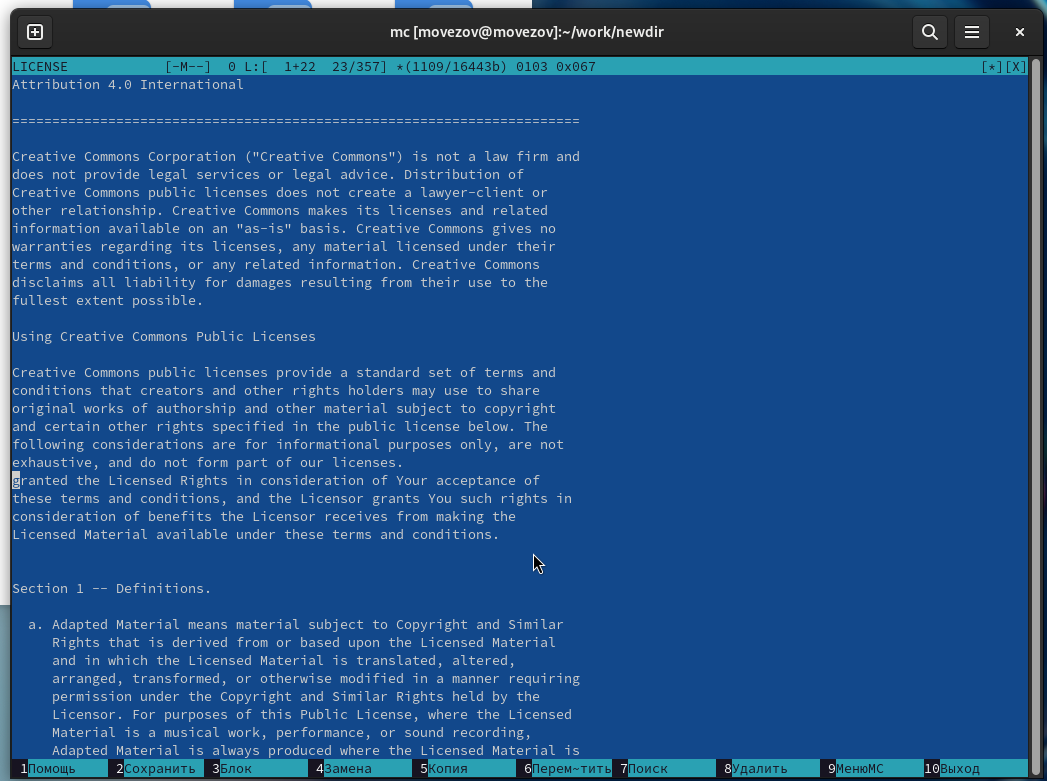 mc [movezov@movezov]:~/work/newdir
LICENSE            [-M--]  0 L:[  1+22  23/357] *(1109/16443b) 0103 0x067                                                [*][X]
Attribution 4.0 International
=======================================================================
Creative Commons Corporation ("Creative Commons") is not a law firm and
does not provide legal services or legal advice. Distribution of
Creative Commons public licenses does not create a lawyer-client or
other relationship. Creative Commons makes its licenses and related
information available on an "as-is" basis. Creative Commons gives no
warranties regarding its licenses, any material licensed under their
terms and conditions, or any related information. Creative Commons
disclaims all liability for damages resulting from their use to the
fullest extent possible.
Using Creative Commons Public Licenses
Creative Commons public licenses provide a standard set of terms and
conditions that creators and other rights holders may use to share
original works of authorship and other material subject to copyright
and certain other rights specified in the public license below. The
following considerations are for informational purposes only, are not
exhaustive, and do not form part of our licenses.
granted the Licensed Rights in consideration of Your acceptance of
these terms and conditions, and the Licensor grants You such rights in
consideration of benefits the Licensor receives from making the
Licensed Material available under these terms and conditions.
Section 1 -- Definitions.
  a. Adapted Material means material subject to Copyright and Similar
     Rights that is derived from or based upon the Licensed Material
     and in which the Licensed Material is translated, altered,
     arranged, transformed, or otherwise modified in a manner requiring
     permission under the Copyright and Similar Rights held by the
     Licensor. For purposes of this Public License, where the Licensed
     Material is a musical work, performance, or sound recording,
     Adapted Material is always produced where the Licensed Material is
1Помощь 2Сохранить 3Блок 4Замена 5Копия 6Перем~тить 7Поиск 8Удалить 9МенюМС 10Выход